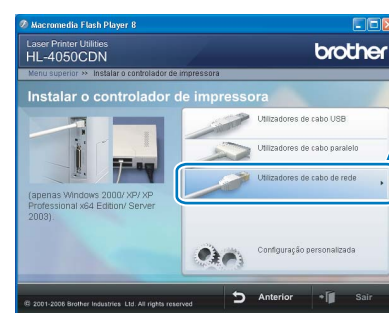 Macromedia Flash Player 8
Laser Printer Utilities
HL-4050CDN
brother
Menu superior >> Instalar o controlador de impressora
Instalar o controlador de impressora
Utilizadores de cabo USB
Utilizadores de cabo paralelo
Utilizadores de cabo de rede
(apenas Windows 2000/ XP/ XP
Professional x64 Edition/ Server
2003).
Configuração personalizada
© 2001-2006 Brother Industries Ltd. All rights reserved
Anterior
Sair